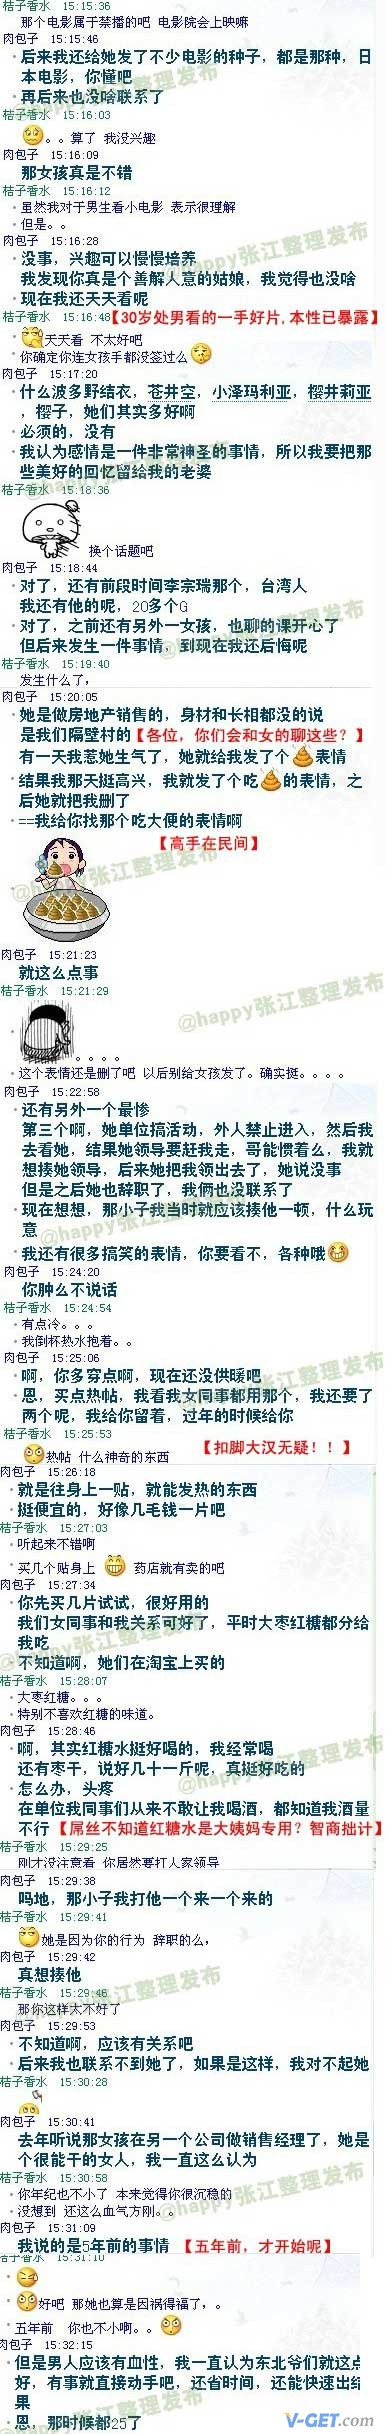 桔子香水 15:15:36
那个电影属于禁播的吧 电影院会上映嘛
肉包子 15:15:46
后来我还给她发了不少电影的种子，都是那种，日
本电影，你懂吧
再后来也没啥联系了
桔子香水 15:16:03
。。算了 我没兴趣
肉包子 15:16:09
那女孩真是不错
桔子香水 15:16:12
虽然我对于男生看小电影 表示很理解
但是。。
肉包子 15:16:28
没事，兴趣可以慢慢培养
我发现你真是个善解人意的姑娘，我觉得也没啥
现在我还天天看呢
桔子香水 15:16:48【30岁处男看的一手好片,本性已暴露】
天天看 不太好吧
你确定你连女孩手都没签过么
肉包子 15:17:20
什么波多野结衣，苍井空，小泽玛利亚，樱井莉亚
，樱子，她们其实多好啊
必须的，没有
我认为感情是一件非常神圣的事情，所以我要把那
些美好的回忆留给我的老婆
桔子香水 15:18:36
换个话题吧
肉包子 15:18:44
对了，还有前段时间李宗瑞那个，台湾人
我还有他的呢，20多个G
对了，之前还有另外一女孩，也聊的课开心了
但后来发生一件事情，到现在我还后悔呢
桔子香水 15:19:40
发生什么了，
肉包子 15:20:05
她是做房地产销售的，身材和长相都没的说
是我们隔壁村的【各位，你们会和女的聊这些？】
有一天我惹她生气了，她就给我发了个 表情
结果我那天挺高兴，我就发了个吃 的表情，之
后她就把我删了
==我给你找那个吃大便的表情啊
【高手在民间】
肉包子 15:21:23
就这么点事
桔子香水 15:21:29
@happy张江整理发布
。。。。
这个表情还是删了吧 以后别给女孩发了。确实挺。。。。
肉包子 15:22:58
还有另外一个最惨
第三个啊，她单位搞活动，外人禁止进入，然后我
去看她，结果她领导要赶我走，哥能惯着么，我就
想揍她领导，后来她把我领出去了，她说没事
但是之后她也辞职了，我俩也没联系了
现在想想，那小子我当时就应该揍他一顿，什么玩
意
我还有很多搞笑的表情，你要看不，各种哦
肉包子 15:24:20
你肿么不说话
桔子香水 15:24:54
有点冷。。。
我倒杯热水抱着。。
肉包子 15:25:06
啊，你多穿点啊，现在还没供暖吧
恩，买点热帖，我看我女同事都用那个，我还要了
两个呢，我给你留着，过年的时候给你
桔子香水 15:25:53
【扣脚大汉无疑！！】
热帖 什么神奇的东西
肉包子 15:26:18
就是往身上一贴，就能发热的东西
挺便宜的，好像几毛钱一片吧
桔子香水 15:27:03
听起来不错啊
买几个贴身上 药店就有卖的吧
肉包子 15:27:34
你先买几片试试，很好用的
我们女同事和我关系可好了，平时大枣红糖都分给
我吃
不知道啊，她们在淘宝上买的
桔子香水 15:28:07
大枣红糖。。。
特别不喜欢红糖的味道。
肉包子 15:28:46
啊，其实红糖水挺好喝的，我经常喝
还有枣干，说好几十一斤呢，真挺好吃的
怎么办，头疼
在单位我同事们从来不敢让我喝酒，都知道我酒量
不行【屌丝不知道红糖水是大姨妈专用？智商拙计】
桔子香水 15:29:25
刚才没注意看 你居然要打人家领导
肉包子 15:29:38
吗地，那小子我打他一个来一个来的
桔子香水 15:29:41
她是因为你的行为 辞职的么，
肉包子 15:29:42
真想揍他
桔子香水 15:29:46
那你这样太不好了
肉包子 15:29:53
不知道啊，应该有关系吧
后来我也联系不到她了，如果是这样，我对不起她
桔子香水 15:30:28
肉包子 15:30:41
去年听说那女孩在另一个公司做销售经理了，她是
个很能干的女人，我一直这么认为
桔子香水 15:30:58
你年纪也不小了 本来觉得你很沉稳的
没想到 还这么血气方刚。。
肉包子 15:31:09
我说的是5年前的事情【五年前，才开始呢】
桔子香水 15:31:10
好吧 那她也算是因祸得福了，。
五年前 你也不小啊。。
肉包子 15:32:15
但是男人应该有血性，我一直认为东北爷们就这点
好，有事就直接动手吧，还省时间，还能快速出结
果
恩，那时候都25了
V-GET.com